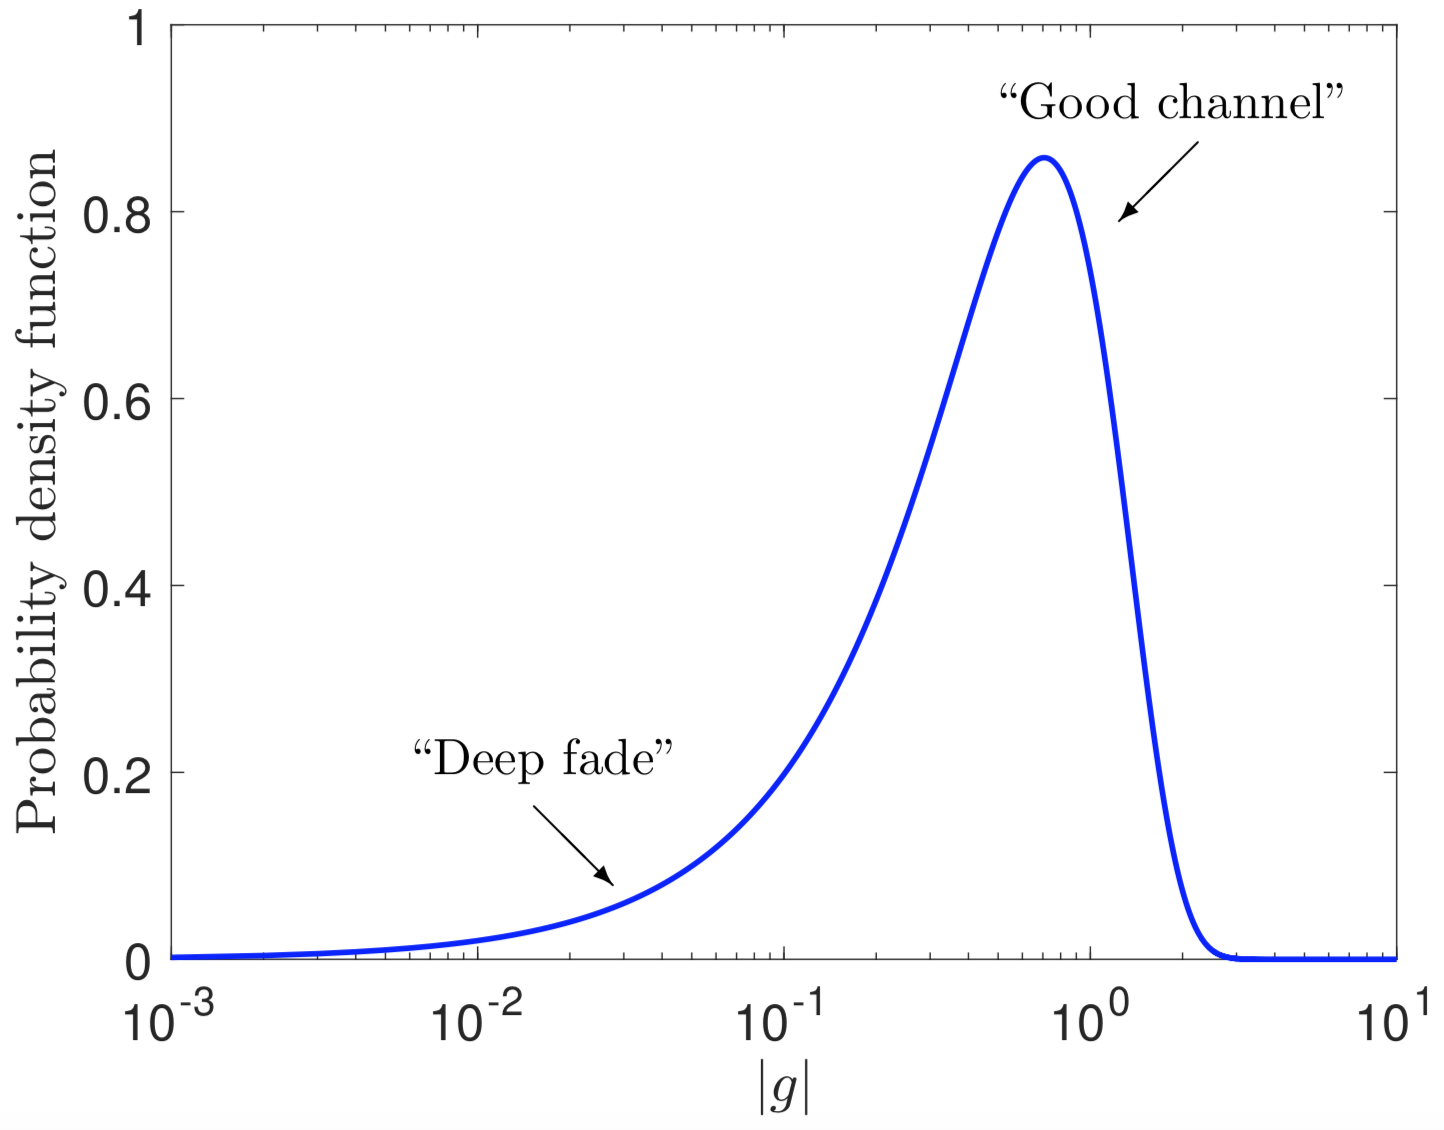 1
“Good channel”
0.8
0.6
0.4
“Deep fade”
0.2
0
Probability density function
10^-3 10^-2 10^-1 10^0 10^1
|g|